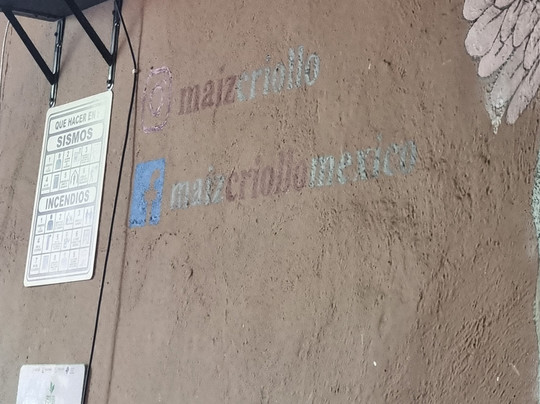 maizcriollo
maizcriollomexico
QUE HACER EN
SISMOS
INCENDIOS